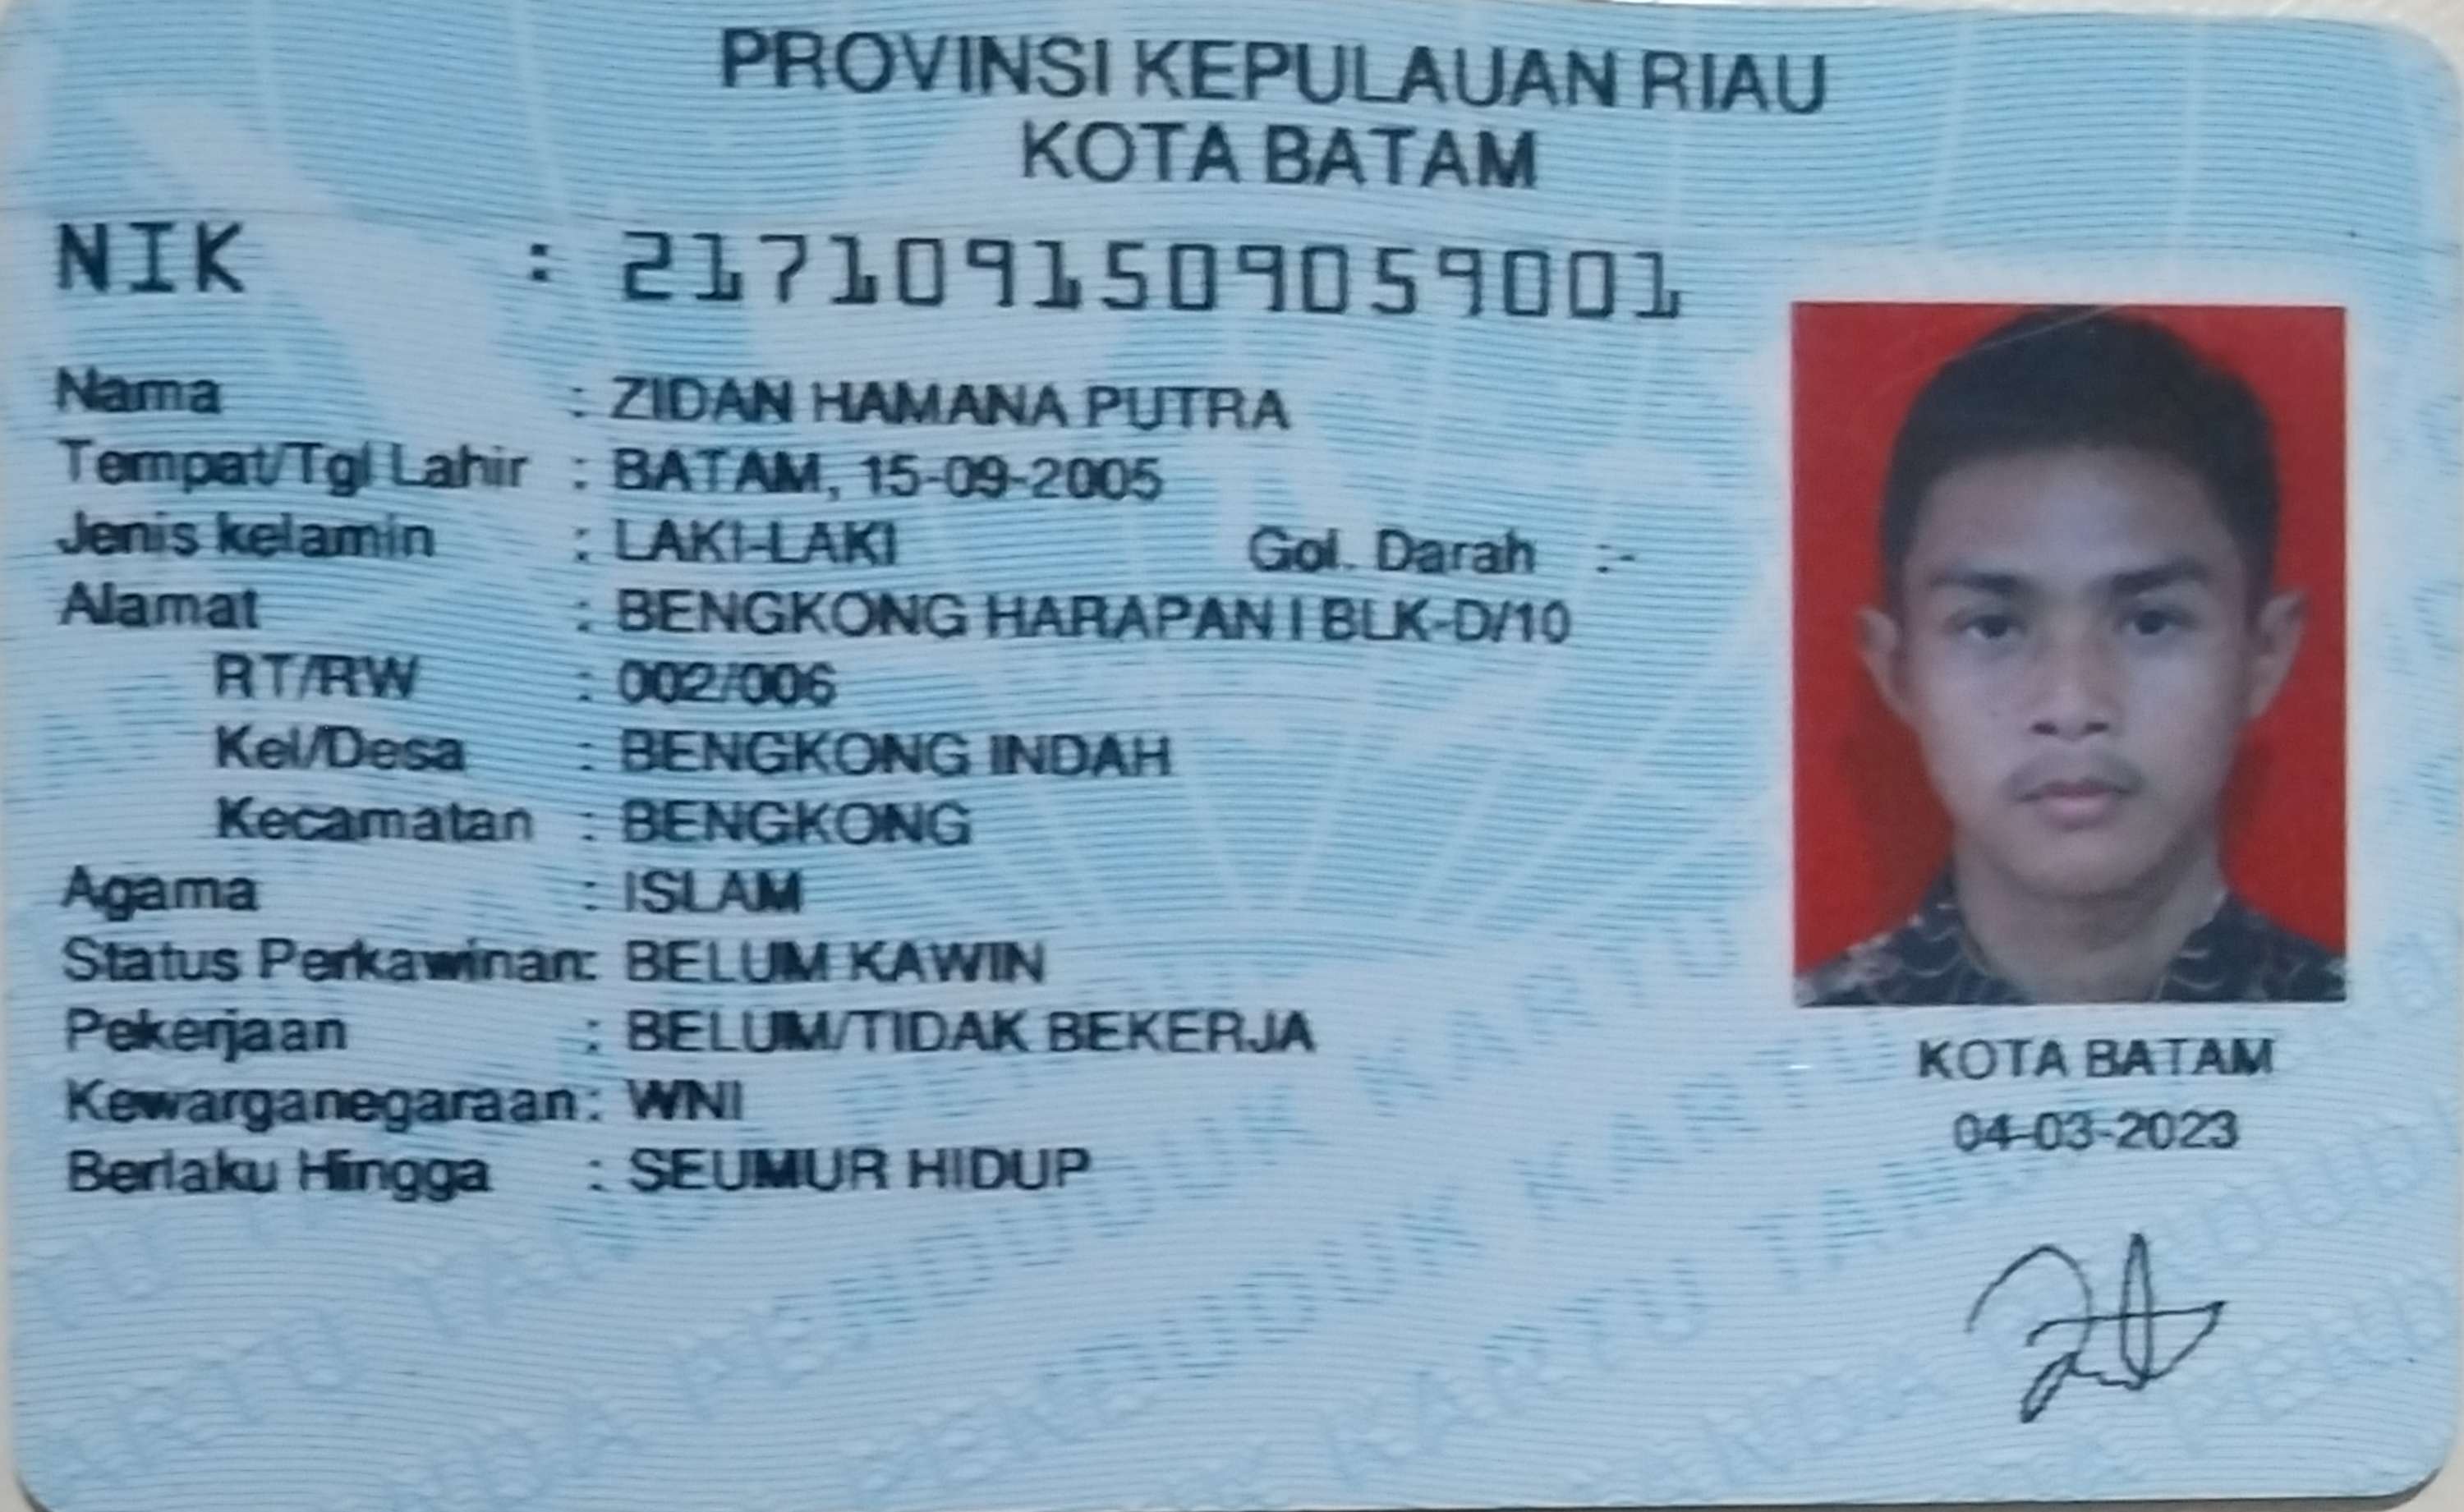 PROVINSI KEPULAUAN RIAU
KOTA BATAM
NIK : 2171091509059001
Nama : ZIDAN HAMANA PUTRA
Tempat/Tgl Lahir : BATAM, 15-09-2005
Jenis kelamin : LAKI-LAKI Gol. Darah :-
Alamat : BENGKONG HARAPAN I BLK-D/10
RT/RW : 002/006
Kel/Desa : BENGKONG INDAH
Kecamatan : BENGKONG
Agama : ISLAM
Status Perkawinan: BELUM KAWIN
Pekerjaan : BELUM/TIDAK BEKERJA
Kewarganegaraan: WNI
Berlaku Hingga : SEUMUR HIDUP
KOTA BATAM
04-03-2023